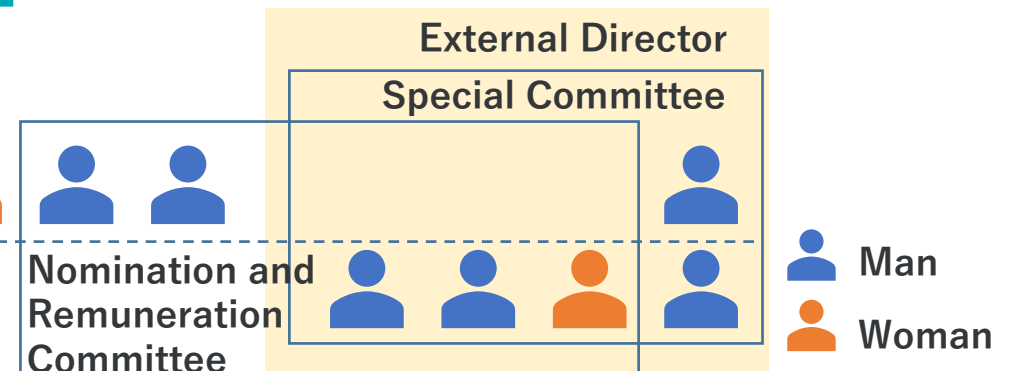 External Director
Special Committee
Nomination and
Remuneration
Committee
Man
Woman